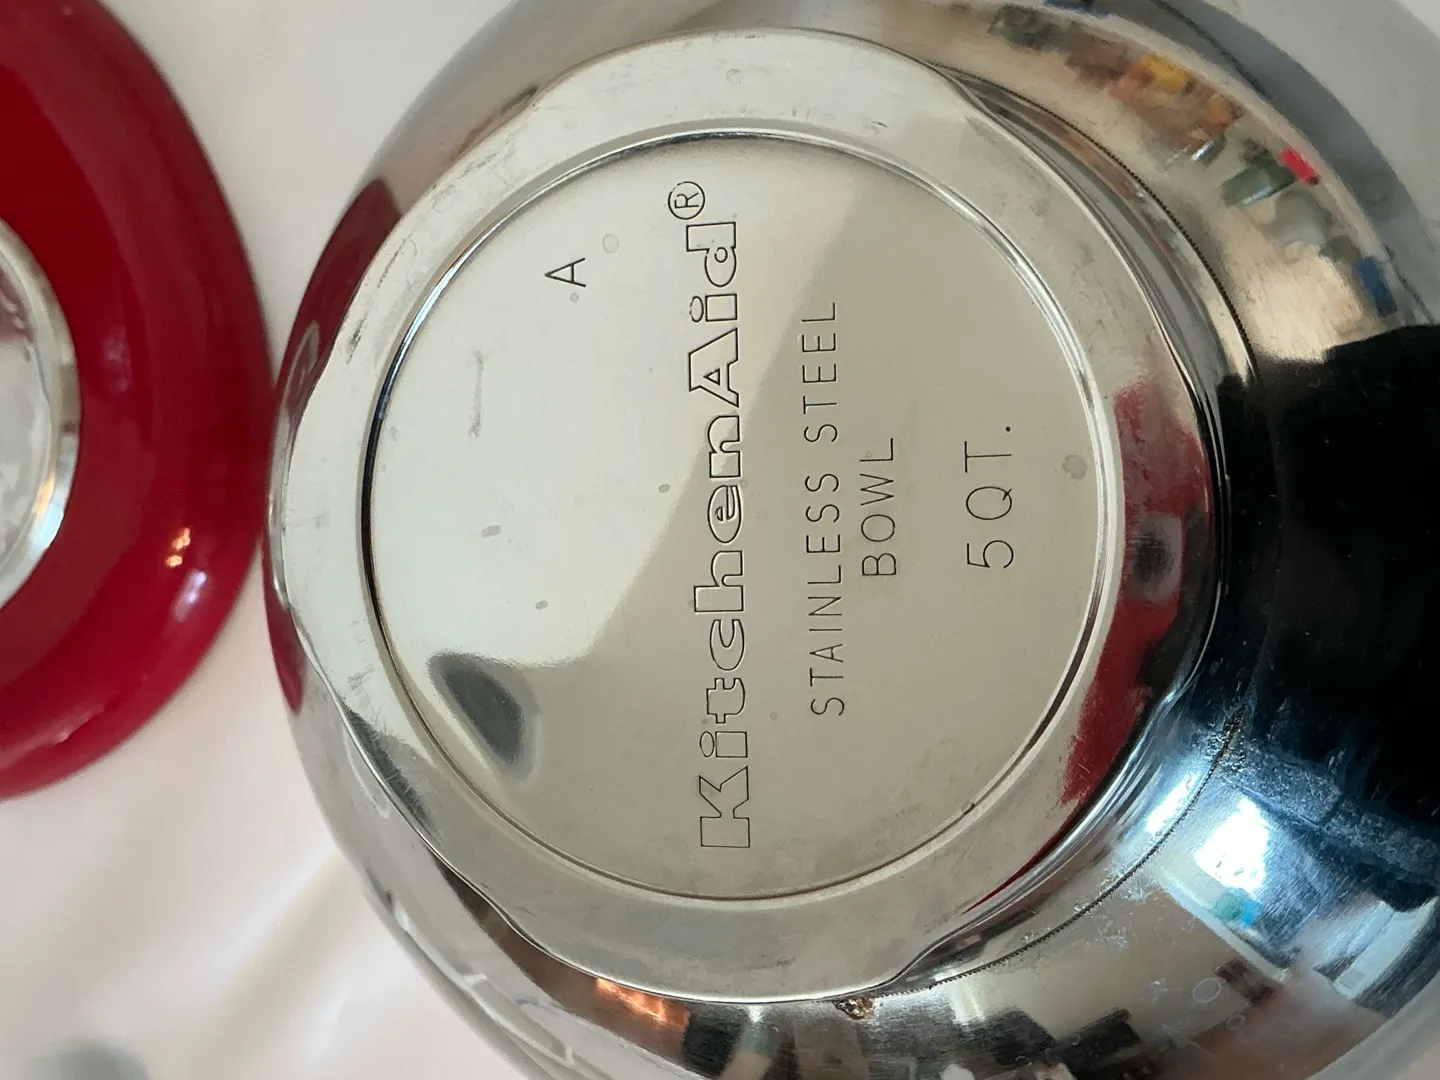 A
KitchenAid®
STAINLESS STEEL
BOWL
5QT.